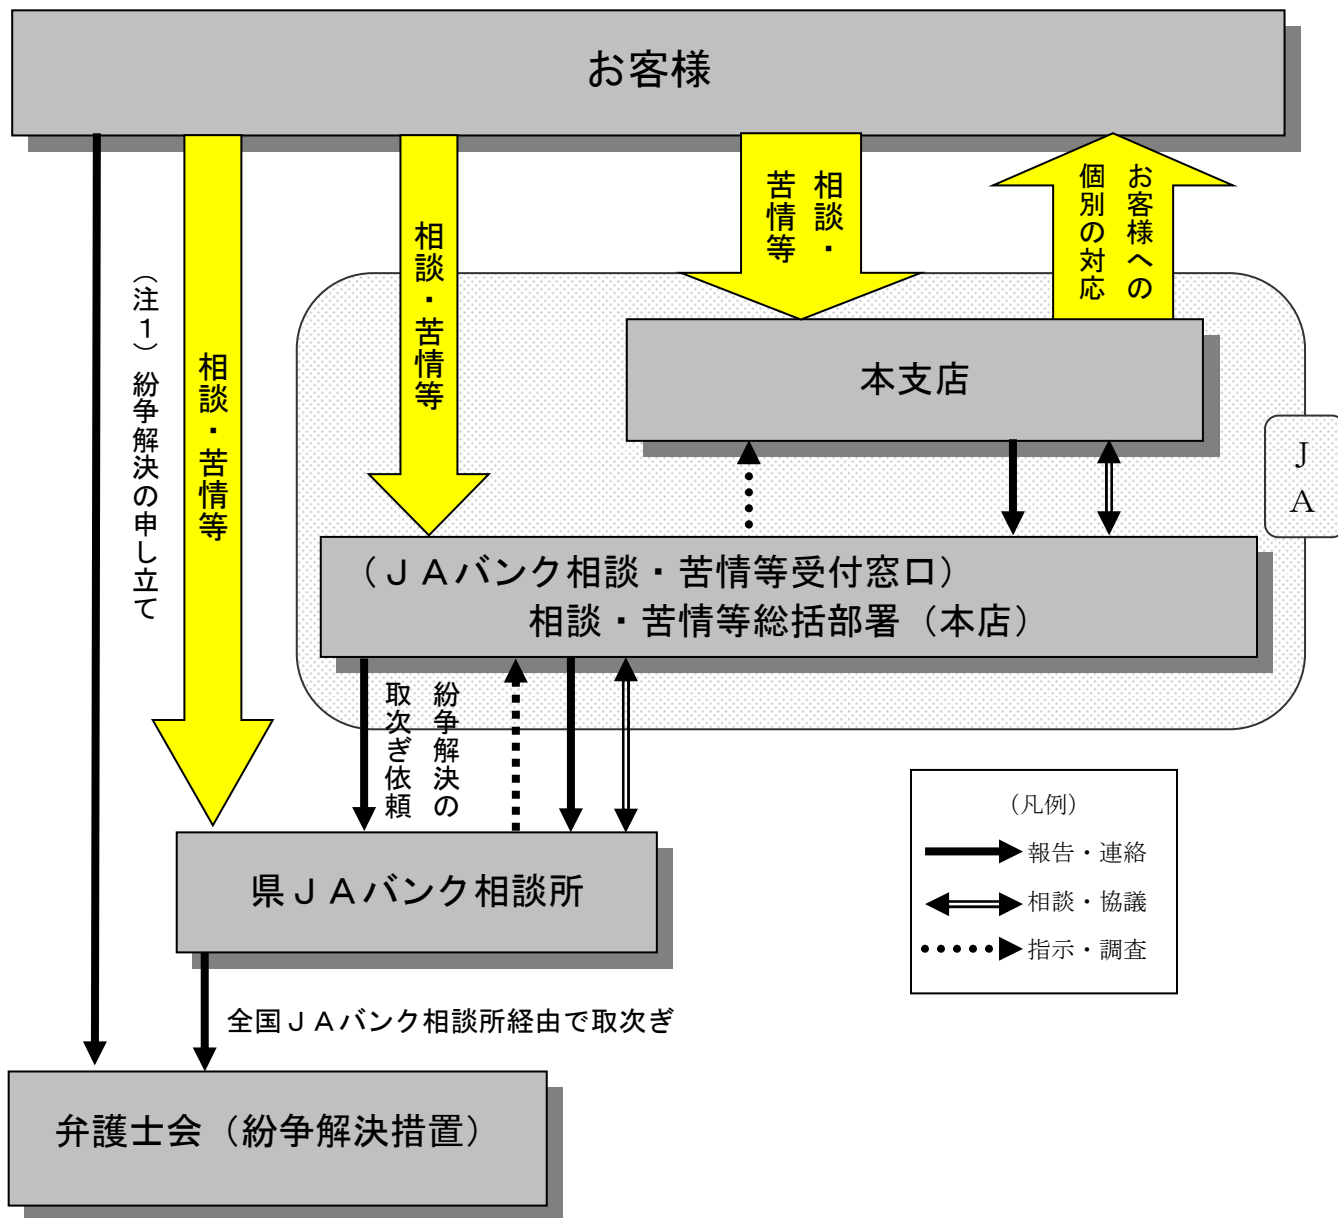 お客様
相談・
苦情等
お客様への
個別の対応
相談・苦情等
相談・苦情等
（注１）紛争解決の申し立て
本支店
ＪＡ
（ＪＡバンク相談・苦情等受付窓口）
相談・苦情等総括部署（本店）
紛争解決の
取次ぎ依頼
（凡例）
報告・連絡
相談・協議
指示・調査
県ＪＡバンク相談所
全国ＪＡバンク相談所経由で取次ぎ
弁護士会（紛争解決措置）